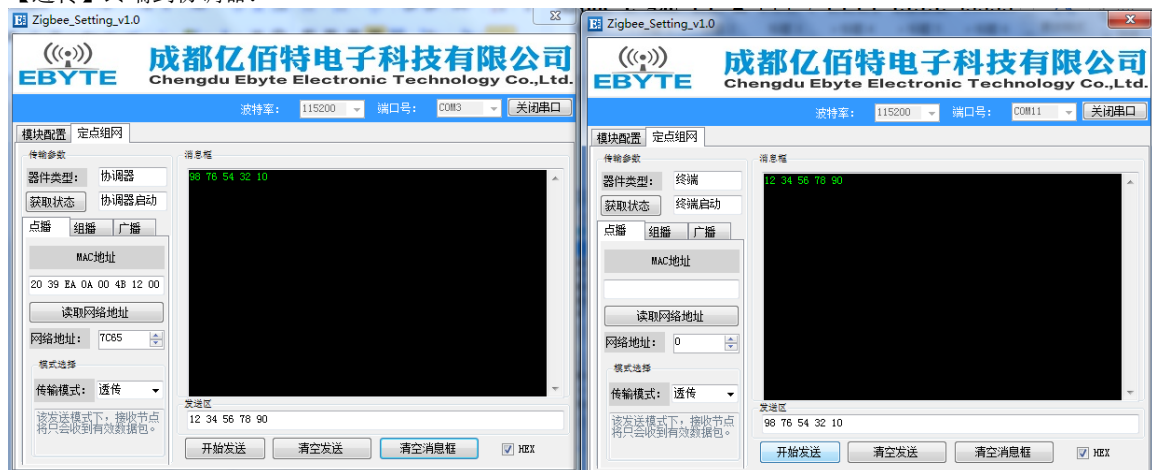 Zigbee_Setting_v1.0
EBYTE
成都亿佰特电子科技有限公司
Chengdu Ebyte Electronic Technology Co.,Ltd.
波特率： 115200 端口号： COM3 关闭串口
模块配置 定点组网
传输参数
器件类型： 协调器
获取状态 协调器启动
点播 组播 广播
MAC地址
20 39 EA 0A 00 4B 12 00
读取网络地址
网络地址： 7C65
模式选择
传输模式： 透传
该发送模式下，接收节点
将只会收到有效数据包。
消息框
98 76 54 32 10
发送区
12 34 56 78 90
开始发送 清空发送 清空消息框 HEX
Zigbee_Setting_v1.0
EBYTE
成都亿佰特电子科技有限公司
Chengdu Ebyte Electronic Technology Co.,Ltd.
波特率： 115200 端口号： COM11 关闭串口
模块配置 定点组网
传输参数
器件类型： 终端
获取状态 终端启动
点播 组播 广播
MAC地址
读取网络地址
网络地址： 0
模式选择
传输模式： 透传
该发送模式下，接收节点
将只会收到有效数据包。
消息框
12 34 56 78 90
发送区
98 76 54 32 10
开始发送 清空发送 清空消息框 HEX